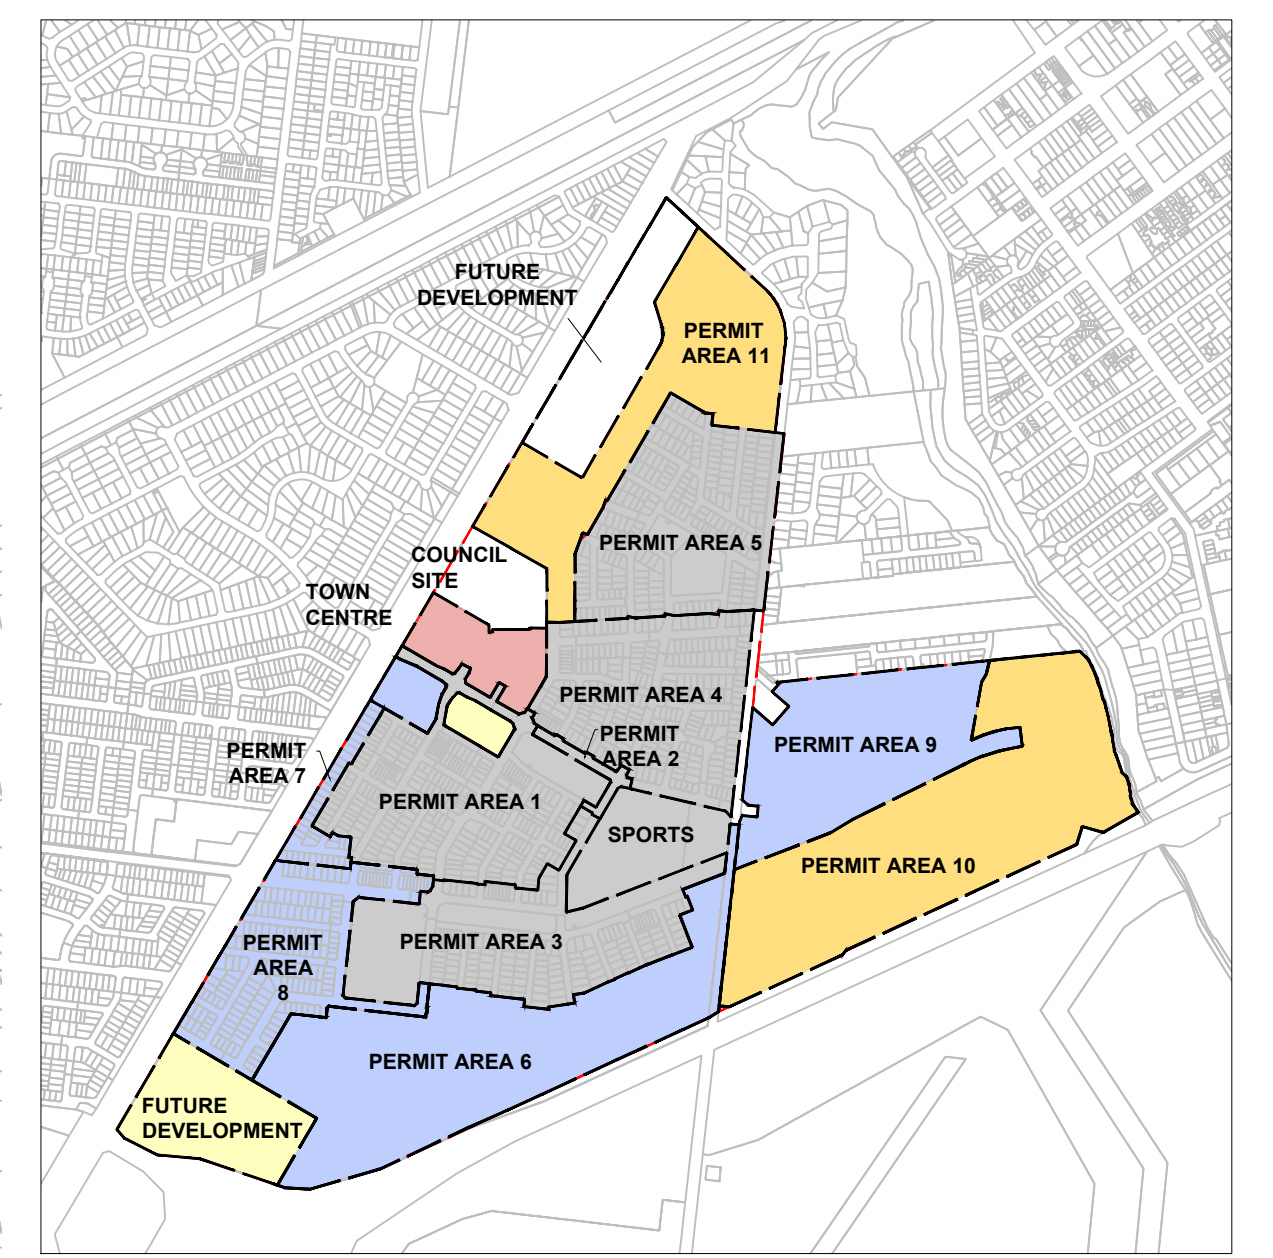 FUTURE
DEVELOPMENT
PERMIT
AREA 11
PERMIT AREA 5
COUNCIL
SITE
TOWN
CENTRE
PERMIT AREA 4
PERMIT
AREA 2
PERMIT AREA 9
PERMIT
AREA 7
PERMIT AREA 1
SPORTS
PERMIT AREA 10
PERMIT
AREA
8
PERMIT AREA 3
PERMIT AREA 6
FUTURE
DEVELOPMENT